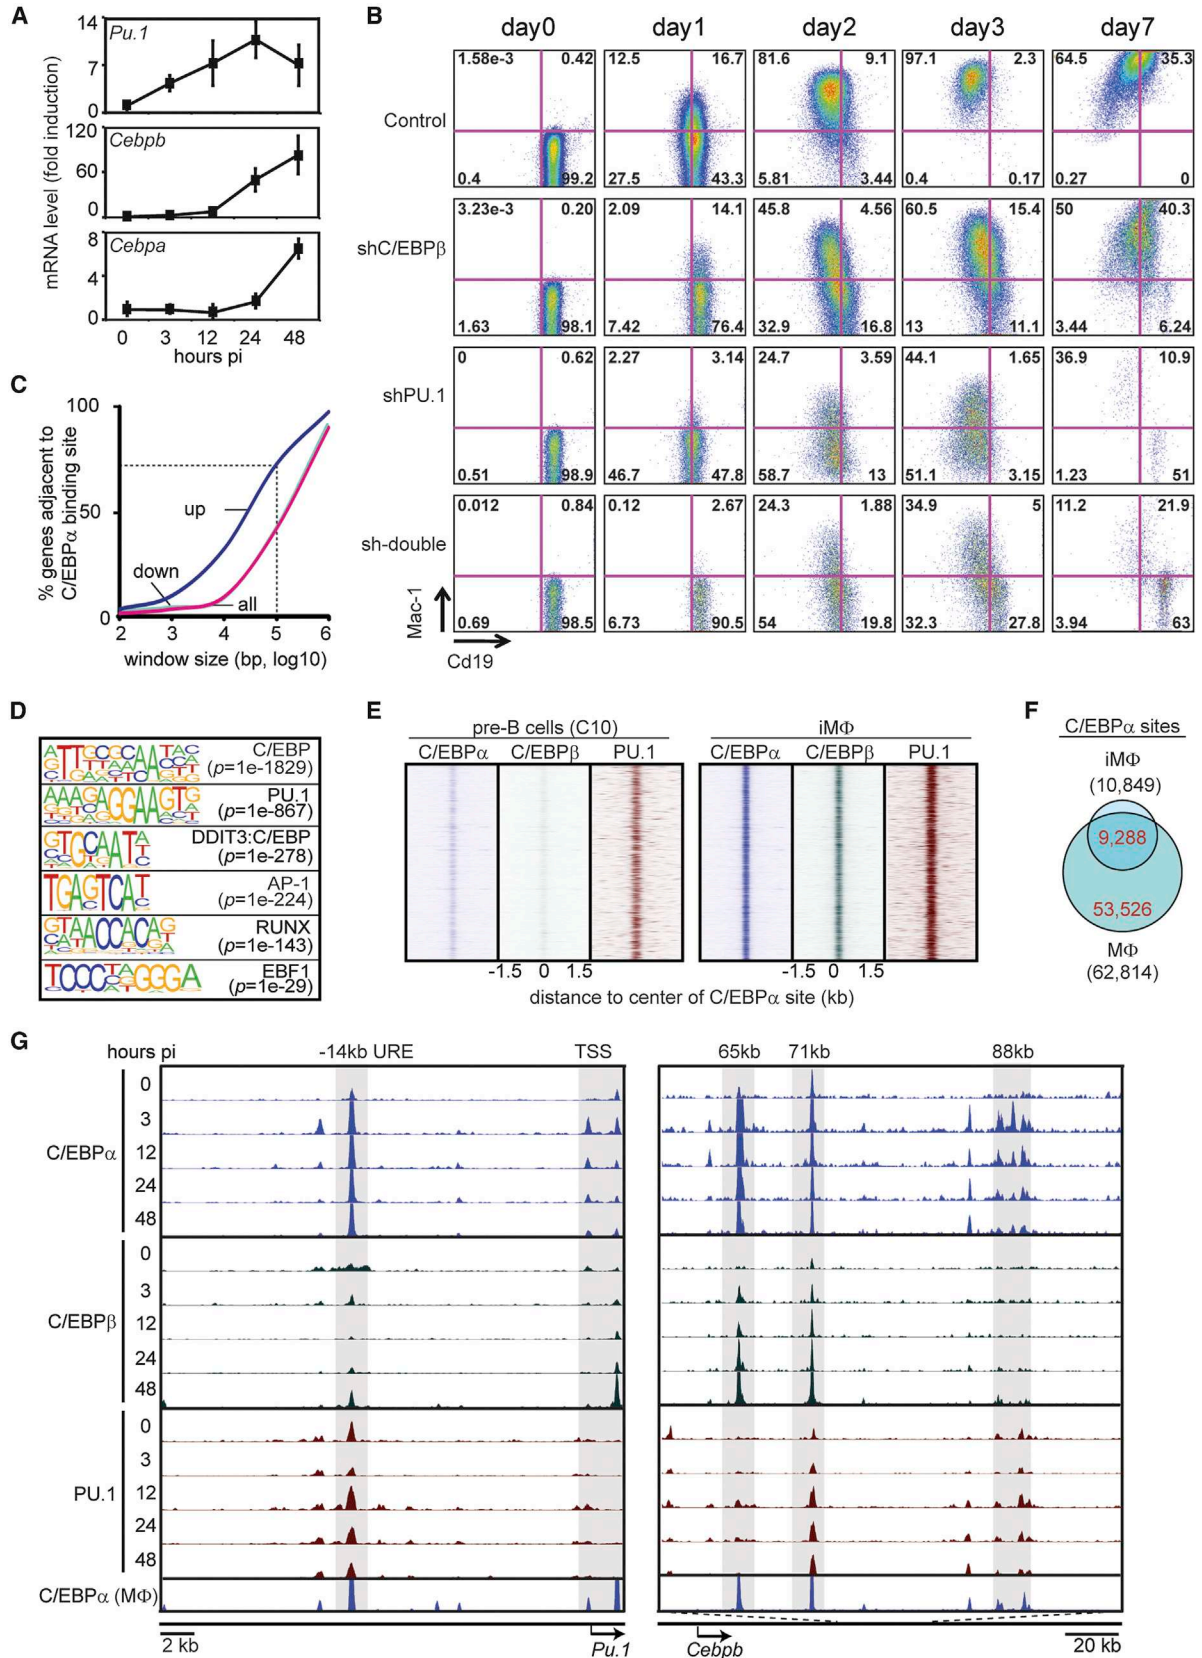 A
Pu.1
14
7
0
Cebpb
120
60
0
Cebpa
8
4
0
mRNA level (fold induction)
0 3 12 24 48
hours pi
B
day0 day1 day2 day3 day7
Control
1.58e-3 0.42 12.5 16.7 81.6 9.1 97.1 2.3 64.5 35.3
0.4 99.2 27.5 43.3 5.81 3.44 0.4 0.17 0.27 0
shC/EBPβ
3.23e-3 0.20 2.09 14.1 45.8 4.56 60.5 15.4 50 40.3
1.63 98.1 7.42 76.4 32.9 16.8 13 11.1 3.44 6.24
shPU.1
0 0.62 2.27 3.14 24.7 3.59 44.1 1.65 36.9 10.9
0.51 98.9 46.7 47.8 58.7 13 51.1 3.15 1.23 51
sh-double
0.012 0.84 0.12 2.67 24.3 1.88 34.9 5 11.2 21.9
0.69 98.5 6.73 90.5 54 19.8 32.3 27.8 3.94 63
Mac-1
Cd19
C
% genes adjacent to
C/EBPα binding site
100
50
0
up
down
all
2 3 4 5 6
window size (bp, log10)
D
C/EBP
(p=1e-1829)
PU.1
(p=1e-867)
DDIT3:C/EBP
(p=1e-278)
AP-1
(p=1e-224)
RUNX
(p=1e-143)
EBF1
(p=1e-29)
E
pre-B cells (C10) iMΦ
C/EBPα C/EBPβ PU.1 C/EBPα C/EBPβ PU.1
-1.5 0 1.5 -1.5 0 1.5
distance to center of C/EBPα site (kb)
F
C/EBPα sites
iMΦ
(10,849)
9,288
53,526
MΦ
(62,814)
G
hours pi -14kb URE TSS 65kb 71kb 88kb
C/EBPα
0
3
12
24
48
C/EBPβ
0
3
12
24
48
PU.1
0
3
12
24
48
C/EBPα (MΦ)
2 kb Pu.1 Cebpb 20 kb